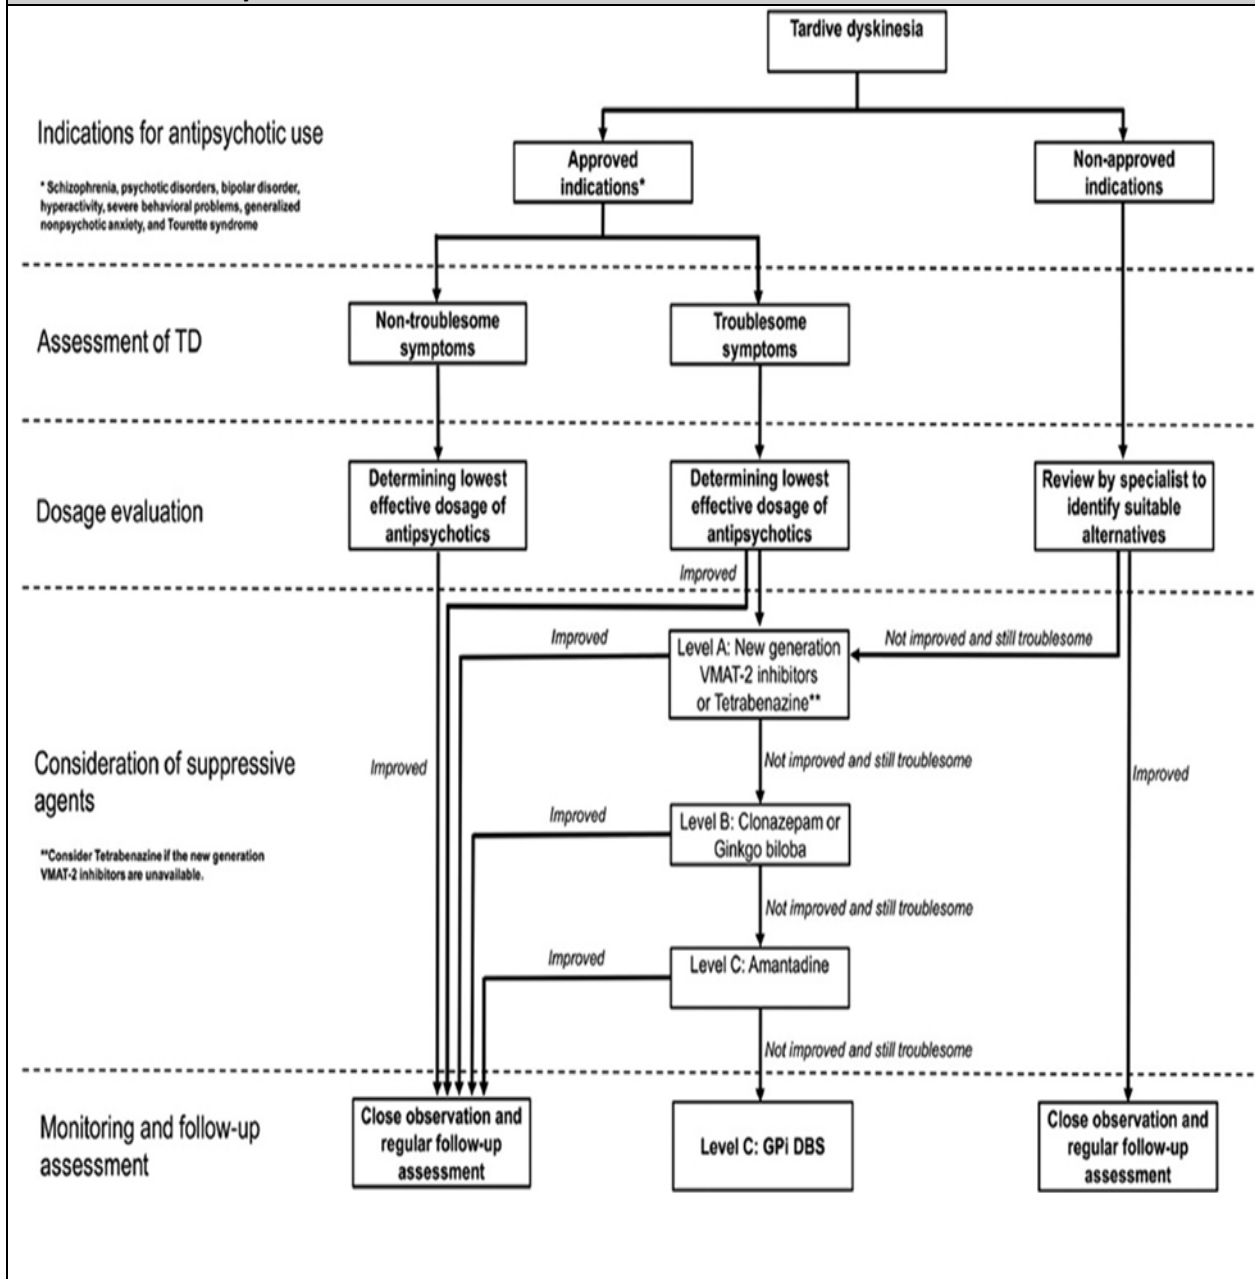 Tardive dyskinesia
Indications for antipsychotic use
* Schizophrenia, psychotic disorders, bipolar disorder,
hyperactivity, severe behavioral problems, generalized
nonpsychotic anxiety, and Tourette syndrome
Approved
indications*
Non-approved
indications
Assessment of TD
Non-troublesome
symptoms
Troublesome
symptoms
Dosage evaluation
Determining lowest
effective dosage of
antipsychotics
Determining lowest
effective dosage of
antipsychotics
Review by specialist to
identify suitable
alternatives
Improved
Improved
Level A: New generation
VMAT-2 inhibitors
or Tetrabenazine**
Not improved and still troublesome
Consideration of suppressive
agents
**Consider Tetrabenazine if the new generation
VMAT-2 inhibitors are unavailable.
Improved
Not improved and still troublesome
Improved
Improved
Level B: Clonazepam or
Ginkgo biloba
Not improved and still troublesome
Improved
Level C: Amantadine
Not improved and still troublesome
Monitoring and follow-up
assessment
Close observation and
regular follow-up
assessment
Level C: GPi DBS
Close observation and
regular follow-up
assessment